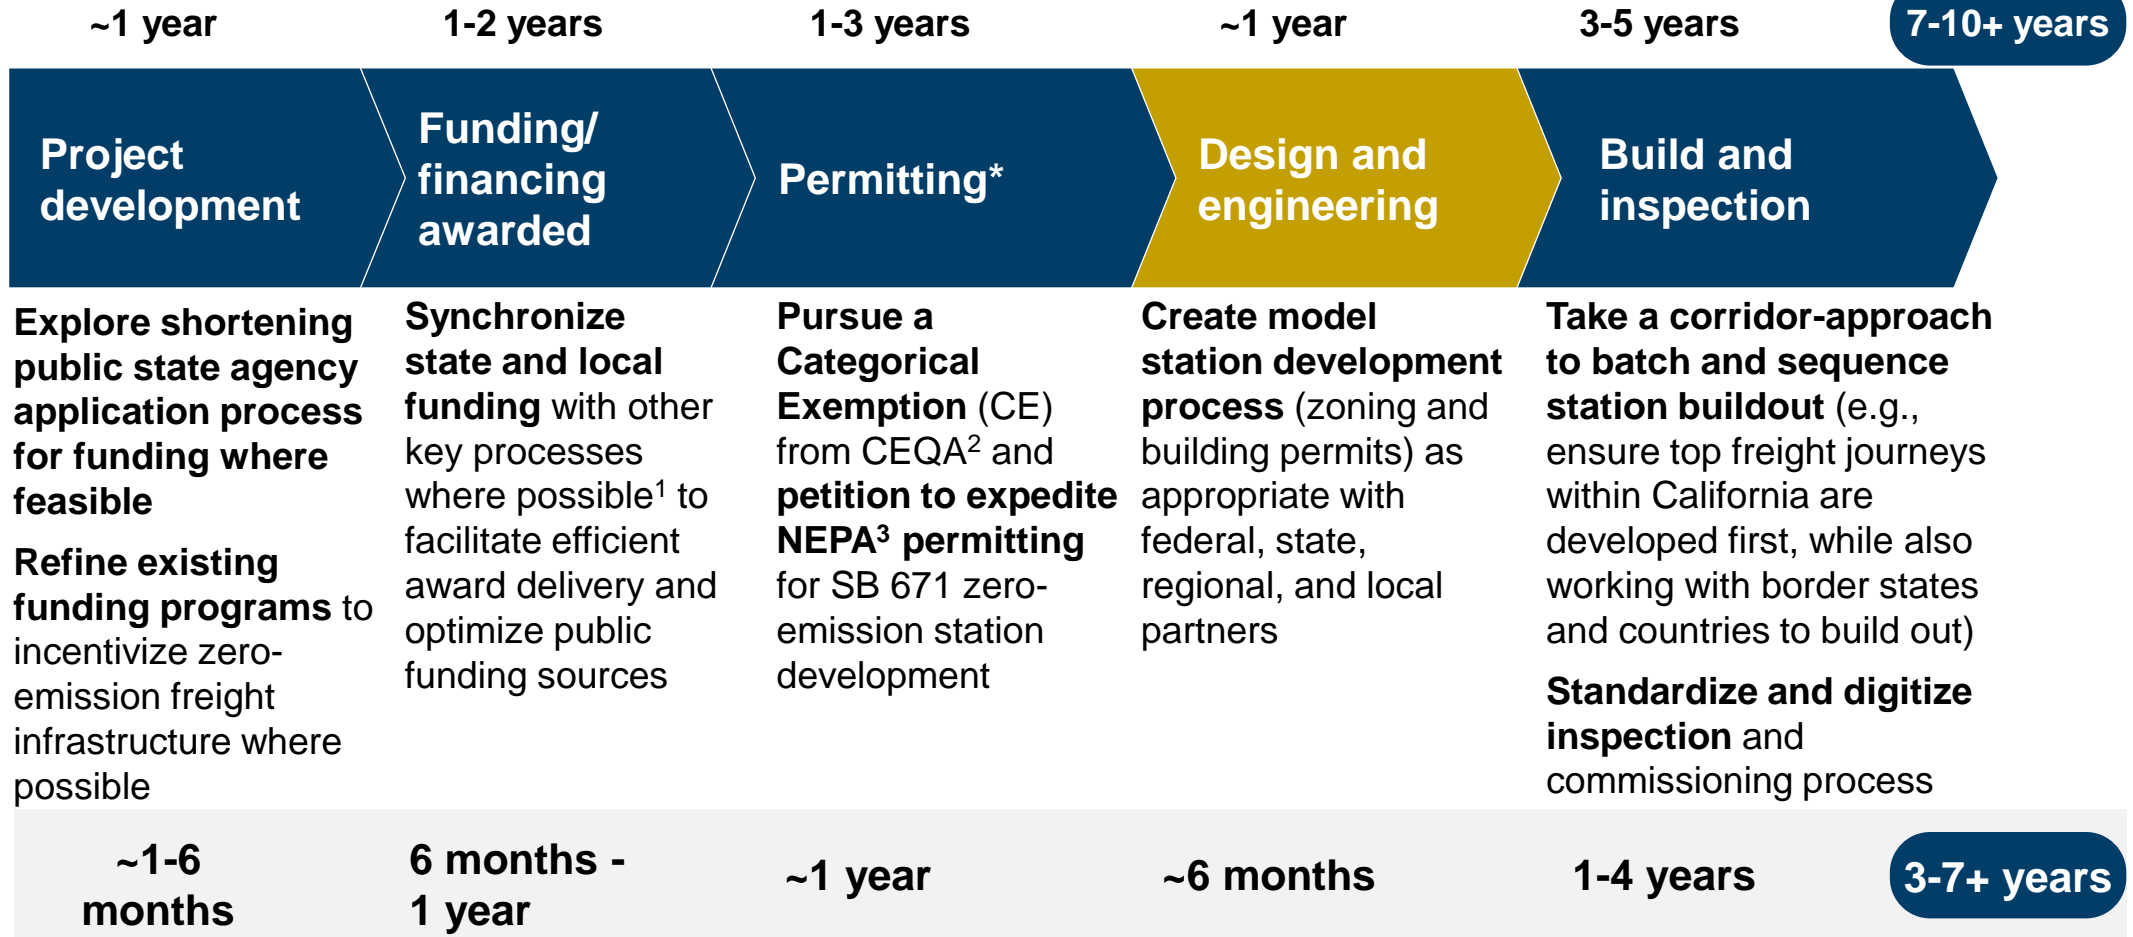 ~1 year
1-2 years
1-3 years
~1 year
3-5 years
7-10+ years
Project
development
Funding/
financing
awarded
Permitting*
Design and
engineering
Build and
inspection
Explore shortening
public state agency
application process
for funding where
feasible
Refine existing
funding programs to
incentivize zero-
emission freight
infrastructure where
possible
Synchronize
state and local
funding with other
key processes
where possible¹ to
facilitate efficient
award delivery and
optimize public
funding sources
Pursue a
Categorical
Exemption (CE)
from CEQA² and
petition to expedite
NEPA³ permitting
for SB 671 zero-
emission station
development
Create model
station development
process (zoning and
building permits) as
appropriate with
federal, state,
regional, and local
partners
Take a corridor-approach
to batch and sequence
station buildout (e.g.,
ensure top freight journeys
within California are
developed first, while also
working with border states
and countries to build out)
Standardize and digitize
inspection and
commissioning process
~1-6
months
6 months -
1 year
~1 year
~6 months
1-4 years
3-7+ years